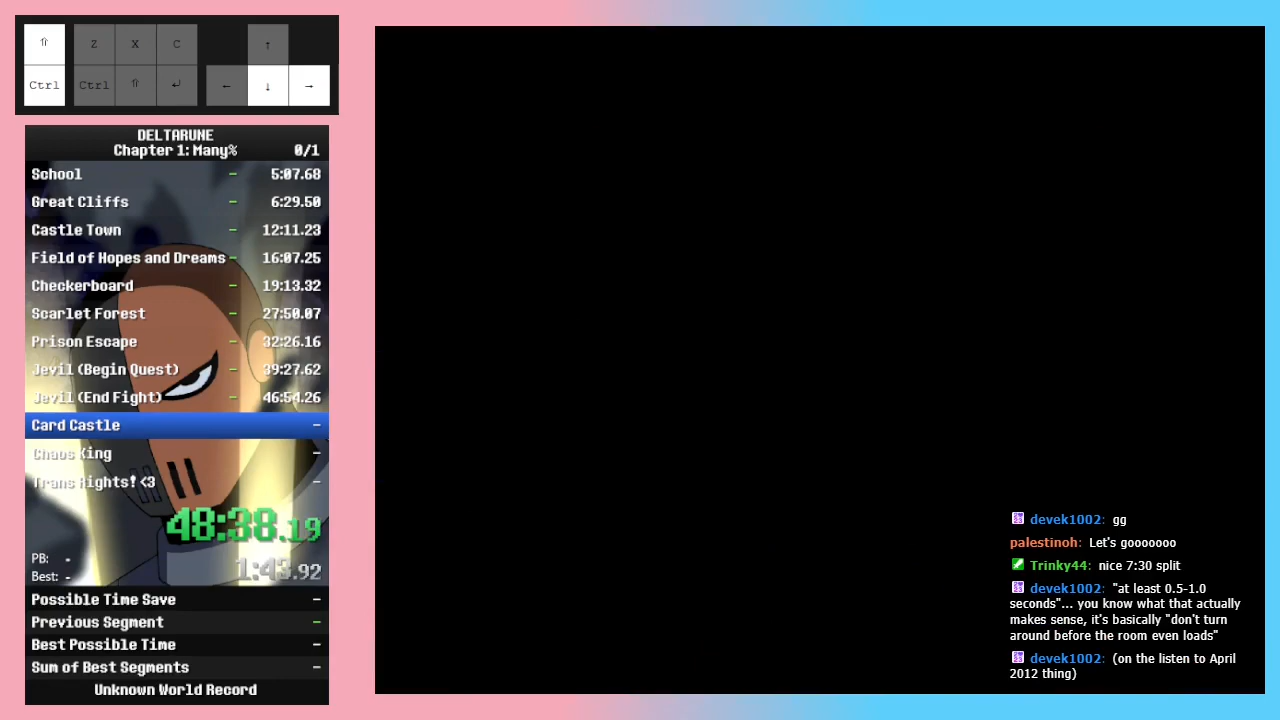 ⇧ Z X C ↑
Ctrl Ctrl ⇧ ↵ ← ↓ →
DELTARUNE
Chapter 1: Many% 0/1
School – 5:07.68
Great Cliffs – 6:29.50
Castle Town – 12:11.23
Field of Hopes and Dreams – 16:07.25
Checkerboard – 19:13.32
Scarlet Forest – 27:50.07
Prison Escape – 32:26.16
Jevil (Begin Quest) – 39:27.62
Jevil (End Fight) – 46:54.26
Card Castle –
Chaos King –
Trans Rights! <3 –
48:38.19
PB: -
1:43.92
Best: -
Possible Time Save –
Previous Segment –
Best Possible Time –
Sum of Best Segments –
Unknown World Record
devek1002: gg
palestinoh: Let's gooooooo
Trinky44: nice 7:30 split
devek1002: "at least 0.5-1.0
seconds"... you know what that actually
makes sense, it's basically "don't turn
around before the room even loads"
devek1002: (on the listen to April
2012 thing)